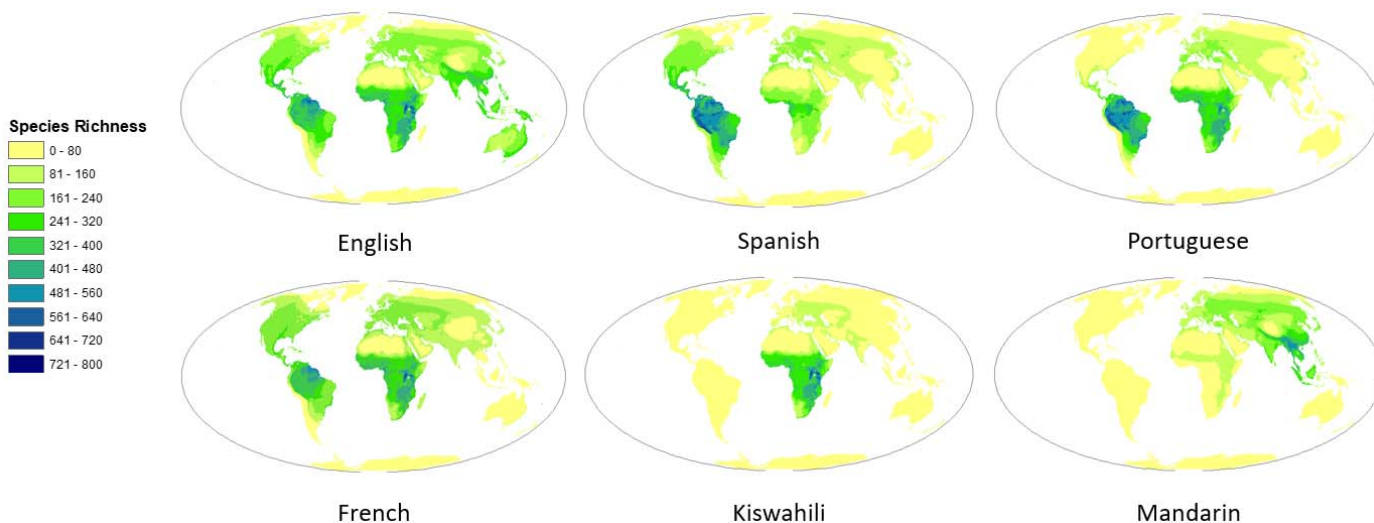 Species Richness
0 - 80
81 - 160
161 - 240
241 - 320
321 - 400
401 - 480
481 - 560
561 - 640
641 - 720
721 - 800
English
Spanish
Portuguese
French
Kiswahili
Mandarin